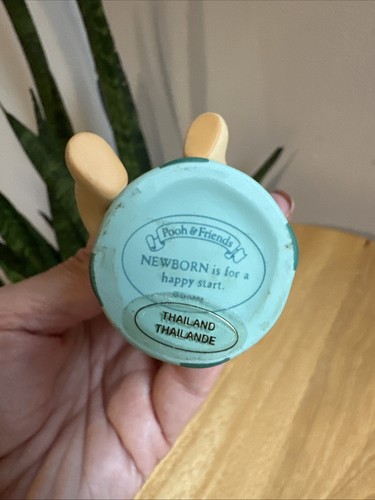 Pooh & Friends
NEWBORN is for a
happy start.
THAILAND
THAILANDE